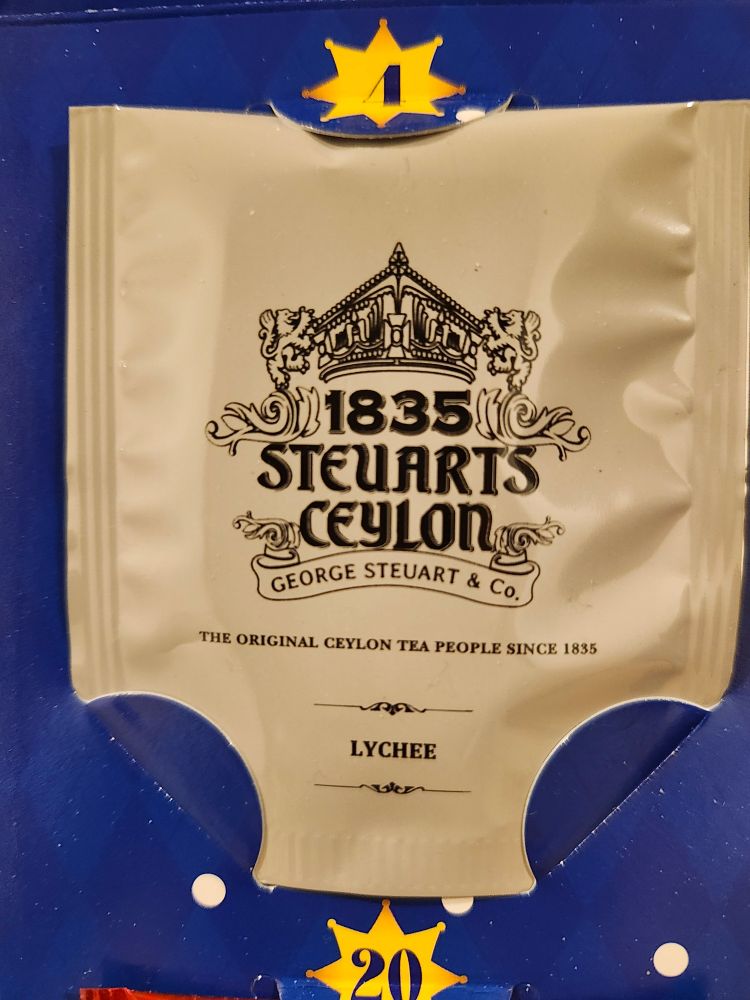 4
1835
STEUARTS
CEYLON
GEORGE STEUART & Co.
THE ORIGINAL CEYLON TEA PEOPLE SINCE 1835
LYCHEE
20